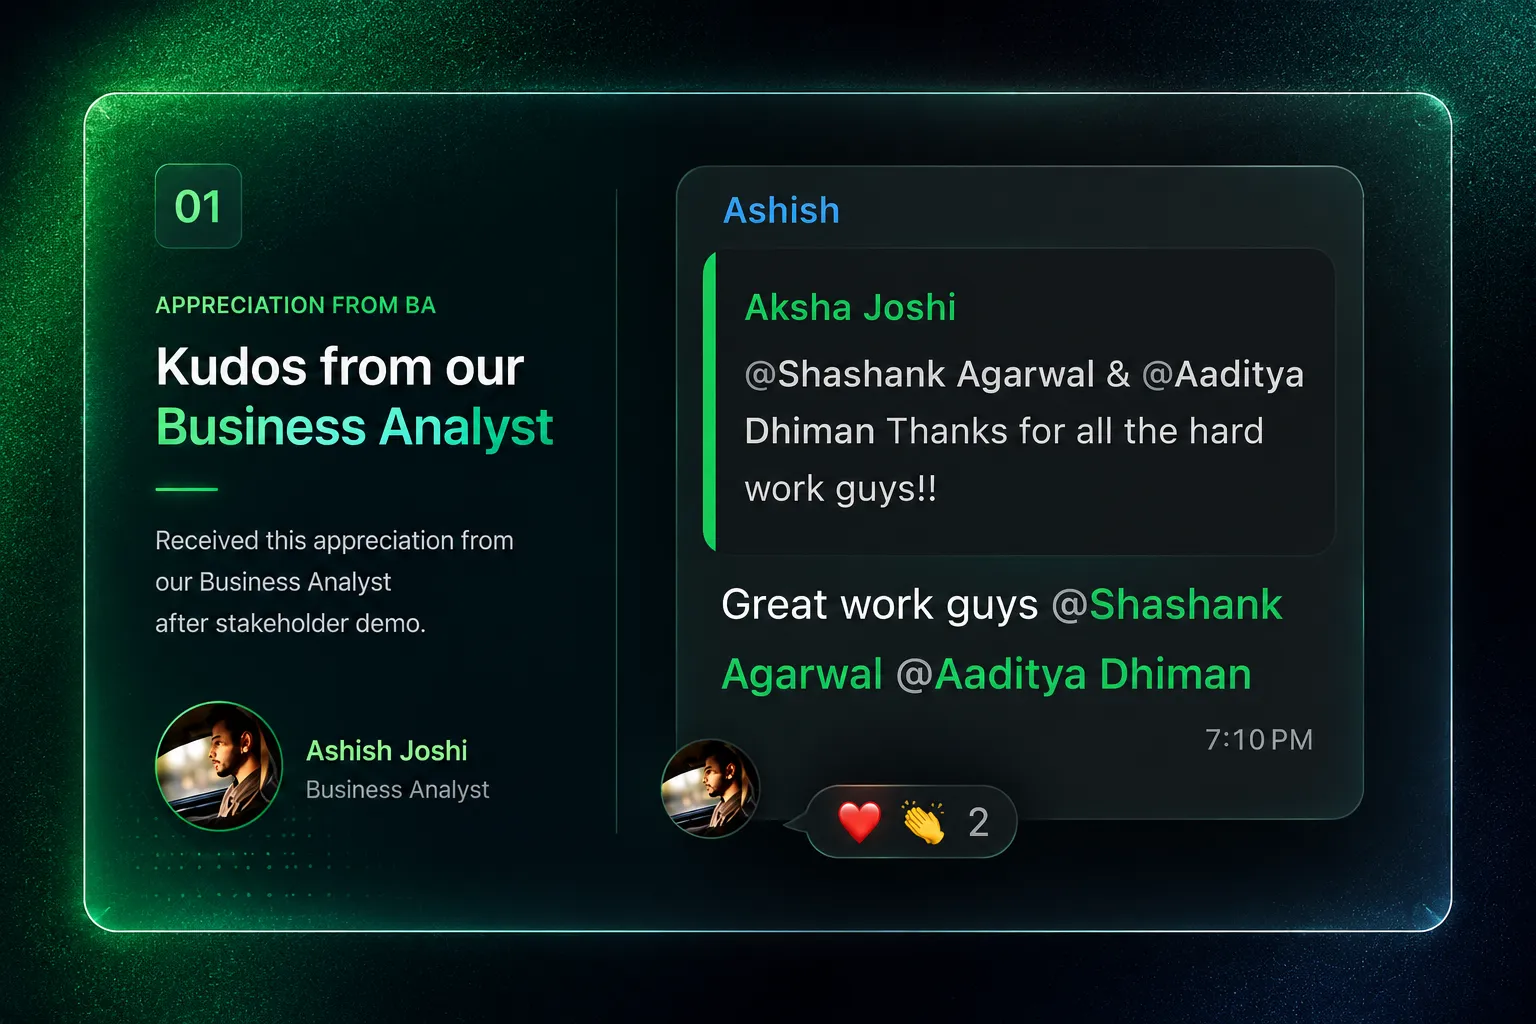 01
APPRECIATION FROM BA
Kudos from our
Business Analyst
Received this appreciation from
our Business Analyst
after stakeholder demo.
Ashish Joshi
Business Analyst
Ashish
Aksha Joshi
@Shashank Agarwal & @Aaditya
Dhiman Thanks for all the hard
work guys!!
Great work guys @Shashank
Agarwal @Aaditya Dhiman
7:10 PM
❤️ 👏 2